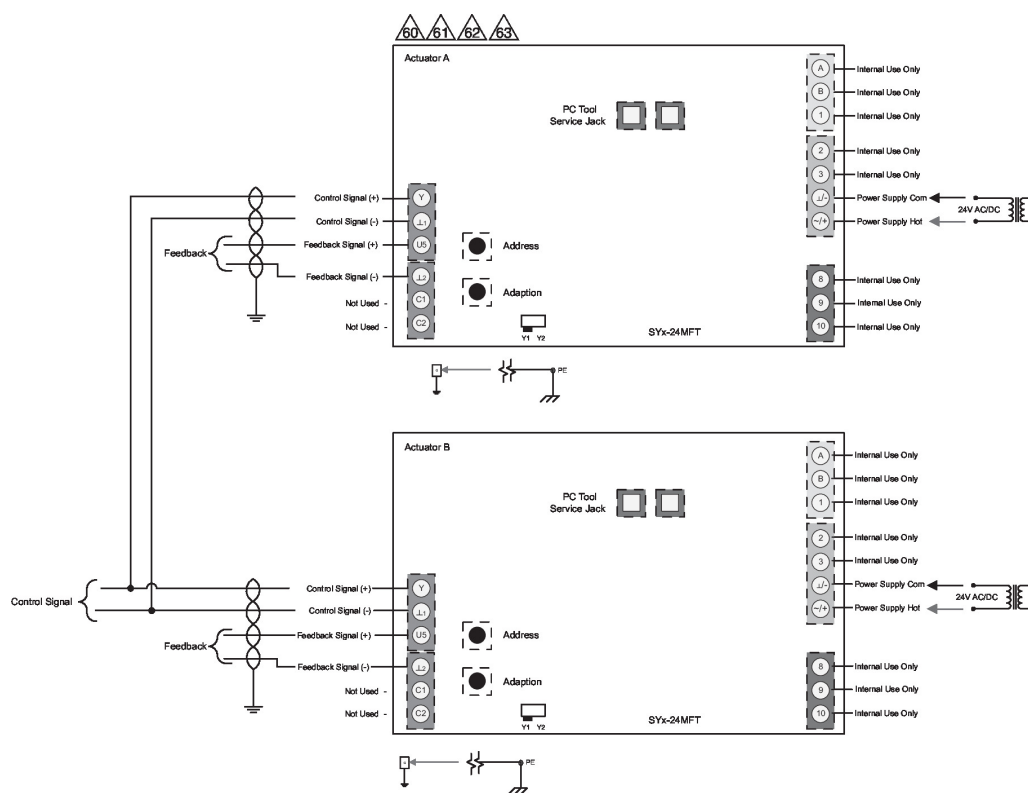 60 61 62 63
Actuator A
PC Tool
Service Jack
A Internal Use Only
B Internal Use Only
1 Internal Use Only
2 Internal Use Only
3 Internal Use Only
⊥/- Power Supply Com
~/+ Power Supply Hot
24V AC/DC
8 Internal Use Only
9 Internal Use Only
10 Internal Use Only
Control Signal (+) Y
Control Signal (-) ⊥1
Feedback Signal (+) U5
Feedback
Feedback Signal (-) ⊥2
Not Used - C1
Not Used - C2
Address
Adaption
Y1 Y2
SYx-24MFT
PE
Actuator B
PC Tool
Service Jack
A Internal Use Only
B Internal Use Only
1 Internal Use Only
2 Internal Use Only
3 Internal Use Only
⊥/- Power Supply Com
~/+ Power Supply Hot
24V AC/DC
8 Internal Use Only
9 Internal Use Only
10 Internal Use Only
Control Signal
Control Signal (+) Y
Control Signal (-) ⊥1
Feedback Signal (+) U5
Feedback
Feedback Signal (-) ⊥2
Not Used - C1
Not Used - C2
Address
Adaption
Y1 Y2
SYx-24MFT
PE